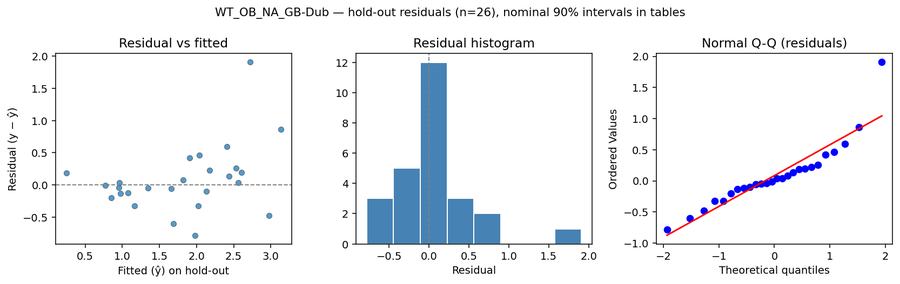 WT_OB_NA_GB-Dub — hold-out residuals (n=26), nominal 90% intervals in tables
Residual vs fitted
Residual (y − ŷ)
2.0
1.5
1.0
0.5
0.0
−0.5
0.5 1.0 1.5 2.0 2.5 3.0
Fitted (ŷ) on hold-out
Residual histogram
12
10
8
6
4
2
0
−0.5 0.0 0.5 1.0 1.5 2.0
Residual
Normal Q-Q (residuals)
Ordered Values
2.0
1.5
1.0
0.5
0.0
−0.5
−1.0
−2 −1 0 1 2
Theoretical quantiles